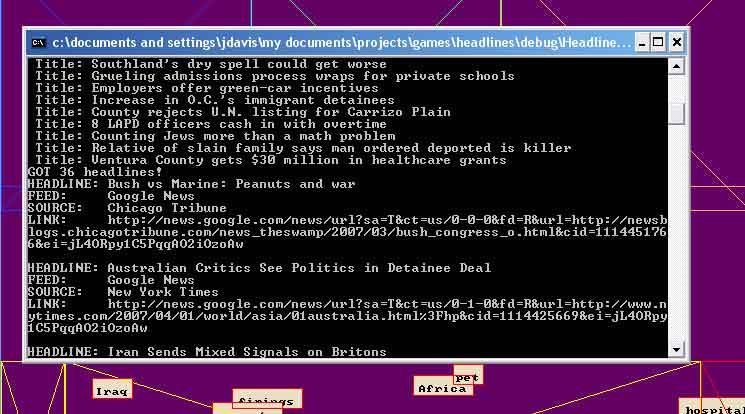 c:\documents and settings\jdavis\my documents\projects\games\headlines\debug\Headline...
Title: Southland's dry spell could get worse
Title: Grueling admissions process wraps for private schools
Title: Employers offer green-car incentives
Title: Increase in O.C.'s immigrant detainees
Title: County rejects U.N. listing for Carrizo Plain
Title: 8 LAPD officers cash in with overtime
Title: Counting Jews more than a math problem
Title: Relative of slain family says man ordered deported is killer
Title: Ventura County gets $30 million in healthcare grants
GOT 36 headlines!
HEADLINE: Bush vs Marine: Peanuts and war
FEED: Google News
SOURCE: Chicago Tribune
LINK: http://news.google.com/news/url?sa=T&ct=us/0-0-0&fd=R&url=http://newsb
logs.chicagotribune.com/news_theswamp/2007/03/bush_congress_o.html&cid=111445176
6&ei=jL4ORpy1C5PqqAO2iOzoAw
HEADLINE: Australian Critics See Politics in Detainee Deal
FEED: Google News
SOURCE: New York Times
LINK: http://news.google.com/news/url?sa=T&ct=us/0-1-0&fd=R&url=http://www.n
ytimes.com/2007/04/01/world/asia/01australia.html%3Fhp&cid=1114425669&ei=jL4ORpy
1C5PqqAO2iOzoAw
HEADLINE: Iran Sends Mixed Signals on Britons
pet
Iraq
Africa
firings
hospital